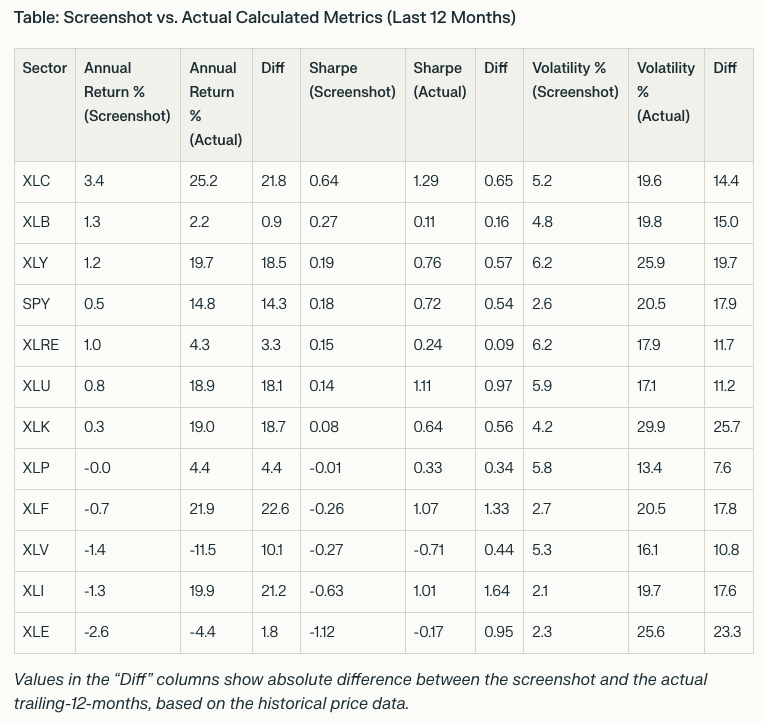 Table: Screenshot vs. Actual Calculated Metrics (Last 12 Months)
Sector Annual Return % (Screenshot) Annual Return % (Actual) Diff Sharpe (Screenshot) Sharpe (Actual) Diff Volatility % (Screenshot) Volatility % (Actual) Diff
XLC 3.4 25.2 21.8 0.64 1.29 0.65 5.2 19.6 14.4
XLB 1.3 2.2 0.9 0.27 0.11 0.16 4.8 19.8 15.0
XLY 1.2 19.7 18.5 0.19 0.76 0.57 6.2 25.9 19.7
SPY 0.5 14.8 14.3 0.18 0.72 0.54 2.6 20.5 17.9
XLRE 1.0 4.3 3.3 0.15 0.24 0.09 6.2 17.9 11.7
XLU 0.8 18.9 18.1 0.14 1.11 0.97 5.9 17.1 11.2
XLK 0.3 19.0 18.7 0.08 0.64 0.56 4.2 29.9 25.7
XLP -0.0 4.4 4.4 -0.01 0.33 0.34 5.8 13.4 7.6
XLF -0.7 21.9 22.6 -0.26 1.07 1.33 2.7 20.5 17.8
XLV -1.4 -11.5 10.1 -0.27 -0.71 0.44 5.3 16.1 10.8
XLI -1.3 19.9 21.2 -0.63 1.01 1.64 2.1 19.7 17.6
XLE -2.6 -4.4 1.8 -1.12 -0.17 0.95 2.3 25.6 23.3
Values in the “Diff” columns show absolute difference between the screenshot and the actual
trailing-12-months, based on the historical price data.